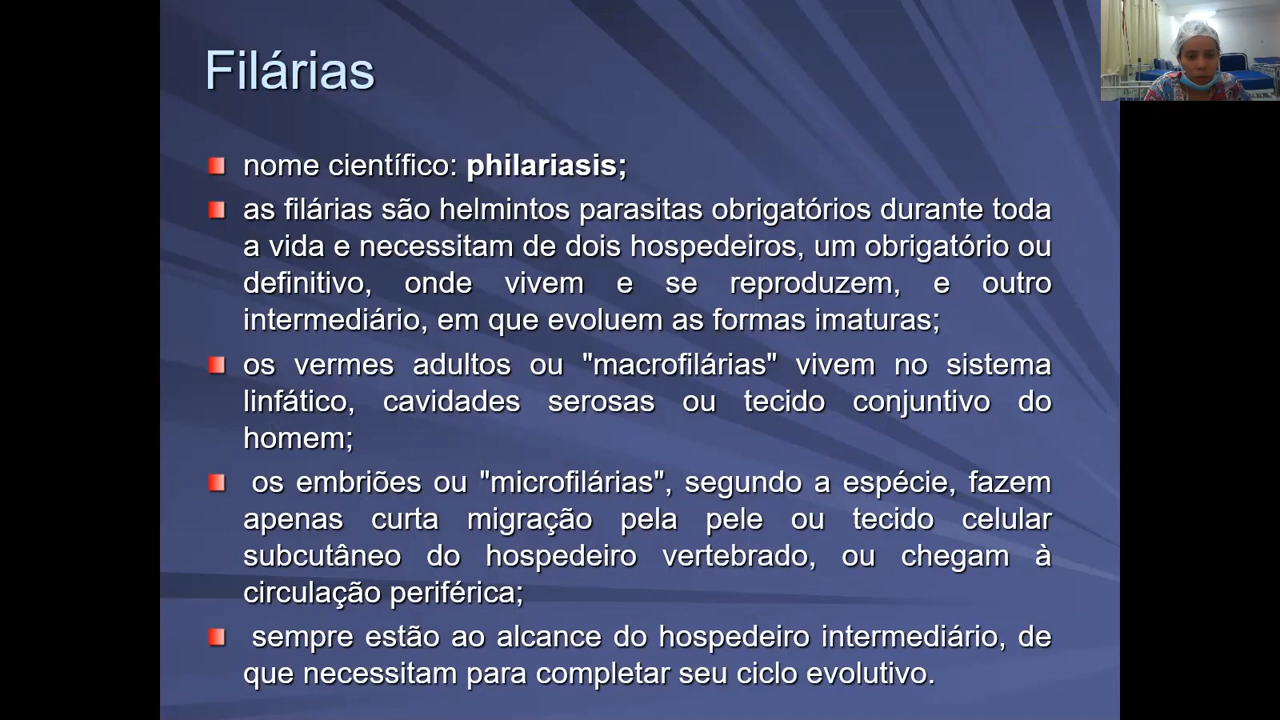 Filárias
nome científico: philariasis;
as filárias são helmintos parasitas obrigatórios durante toda
a vida e necessitam de dois hospedeiros, um obrigatório ou
definitivo, onde vivem e se reproduzem, e outro
intermediário, em que evoluem as formas imaturas;
os vermes adultos ou "macrofilárias" vivem no sistema
linfático, cavidades serosas ou tecido conjuntivo do
homem;
os embriões ou "microfilárias", segundo a espécie, fazem
apenas curta migração pela pele ou tecido celular
subcutâneo do hospedeiro vertebrado, ou chegam à
circulação periférica;
sempre estão ao alcance do hospedeiro intermediário, de
que necessitam para completar seu ciclo evolutivo.